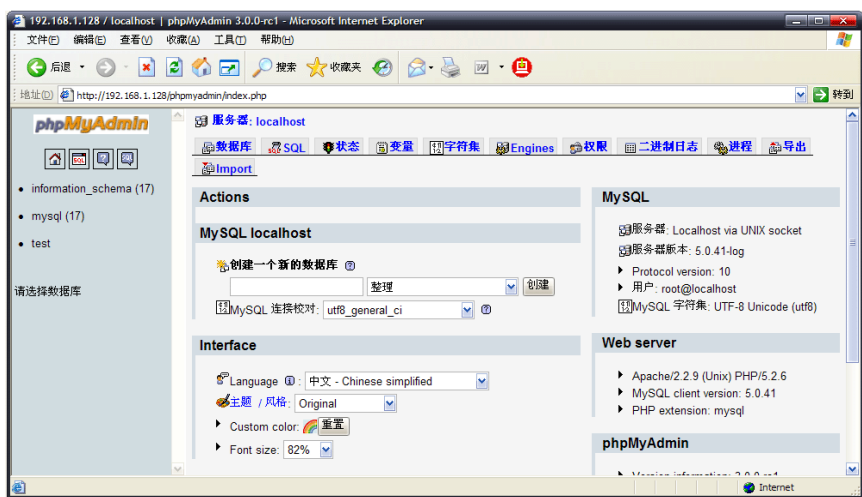 192.168.1.128 / localhost | phpMyAdmin 3.0.0-rc1 - Microsoft Internet Explorer
文件(F) 编辑(E) 查看(V) 收藏(A) 工具(T) 帮助(H)
后退 搜索 收藏夹
地址(D) http://192.168.1.128/phpmyadmin/index.php 转到
phpMyAdmin
SQL
information_schema (17)
mysql (17)
test
请选择数据库
服务器: localhost
数据库 SQL 状态 变量 字符集 Engines 权限 二进制日志 进程 导出
Import
Actions
MySQL localhost
创建一个新的数据库
整理 创建
MySQL 连接校对: utf8_general_ci
Interface
Language : 中文 - Chinese simplified
主题 / 风格: Original
Custom color: 重置
Font size: 82%
MySQL
服务器: Localhost via UNIX socket
服务器版本: 5.0.41-log
Protocol version: 10
用户: root@localhost
MySQL 字符集: UTF-8 Unicode (utf8)
Web server
Apache/2.2.9 (Unix) PHP/5.2.6
MySQL client version: 5.0.41
PHP extension: mysql
phpMyAdmin
Version information: 3.0.0-rc1
Internet